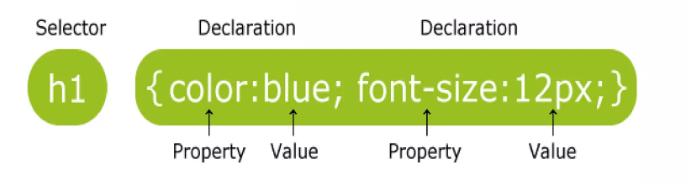 Selector Declaration Declaration
h1 {color:blue; font-size:12px;}
Property Value Property Value